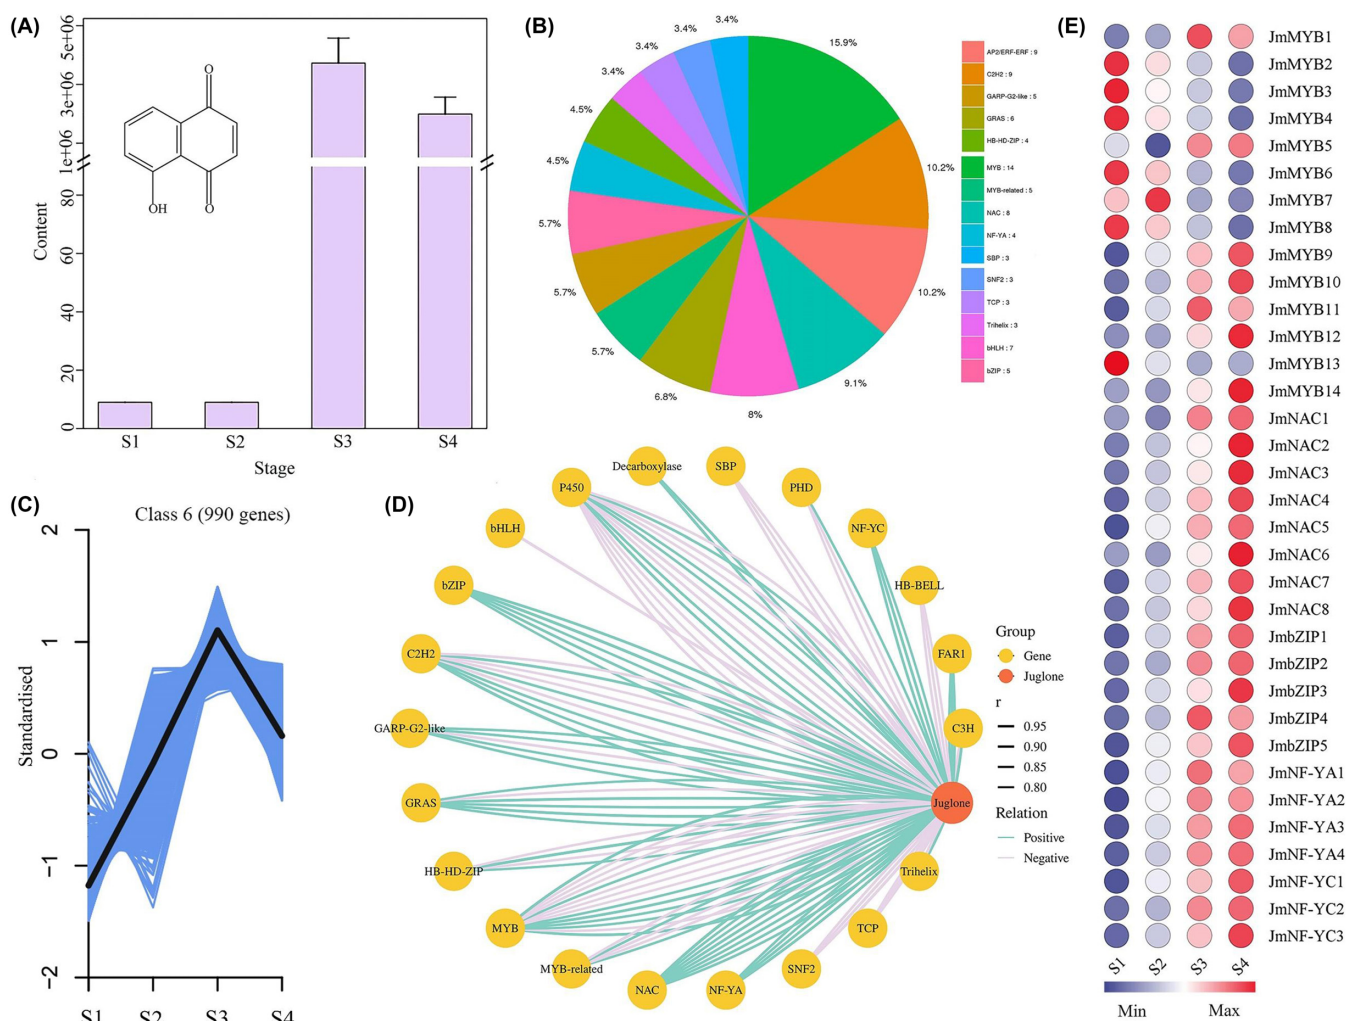 (A)
5e+06
3e+06
1e+06
80
60
40
20
0
Content
O
O
OH
S1 S2 S3 S4
Stage
(B)
3.4%
3.4%
3.4%
3.4%
4.5%
4.5%
5.7%
5.7%
5.7%
6.8%
8%
9.1%
10.2%
10.2%
15.9%
AP2/ERF-ERF : 9
C2H2 : 9
GARP-G2-like : 5
GRAS : 6
HB-HD-ZIP : 4
MYB : 14
MYB-related : 5
NAC : 8
NF-YA : 4
SBP : 3
SNF2 : 3
TCP : 3
Trihelix : 3
bHLH : 7
bZIP : 5
(C)
Class 6 (990 genes)
2
1
0
−1
−2
Standardised
S1 S2 S3 S4
(D)
Decarboxylase
SBP
P450
PHD
bHLH
NF-YC
bZIP
HB-BELL
C2H2
FAR1
GARP-G2-like
C3H
GRAS
Juglone
HB-HD-ZIP
Trihelix
MYB
TCP
MYB-related
SNF2
NAC
NF-YA
Group
Gene
Juglone
r
0.95
0.90
0.85
0.80
Relation
Positive
Negative
(E)
JmMYB1
JmMYB2
JmMYB3
JmMYB4
JmMYB5
JmMYB6
JmMYB7
JmMYB8
JmMYB9
JmMYB10
JmMYB11
JmMYB12
JmMYB13
JmMYB14
JmNAC1
JmNAC2
JmNAC3
JmNAC4
JmNAC5
JmNAC6
JmNAC7
JmNAC8
JmbZIP1
JmbZIP2
JmbZIP3
JmbZIP4
JmbZIP5
JmNF-YA1
JmNF-YA2
JmNF-YA3
JmNF-YA4
JmNF-YC1
JmNF-YC2
JmNF-YC3
S1 S2 S3 S4
Min Max